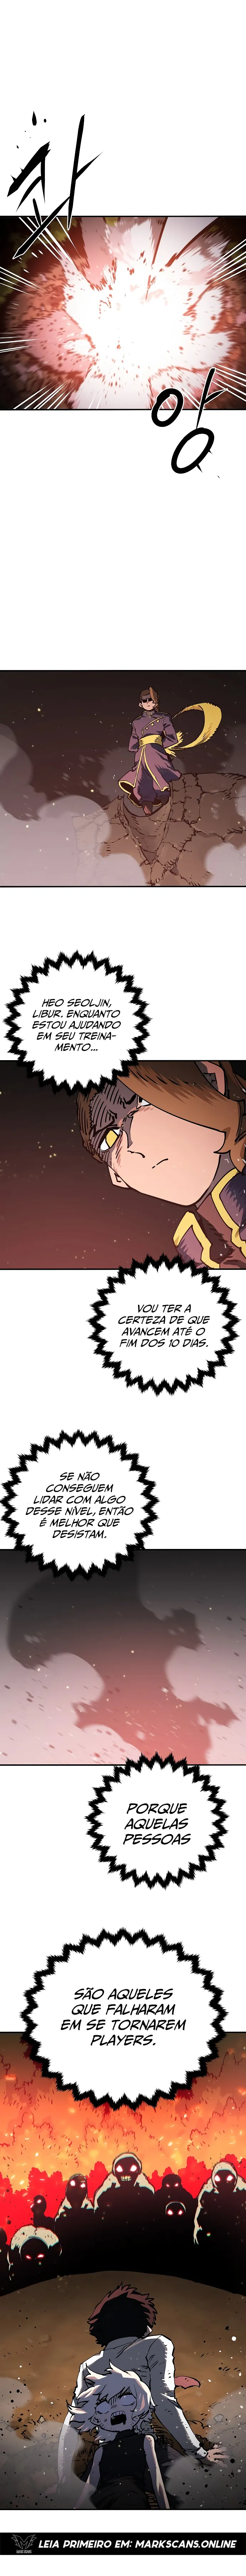 솨
아
HEO SEOLJIN,
LIBUR. ENQUANTO
ESTOU AJUDANDO
EM SEU TREINA-
MENTO...
VOU TER A
CERTEZA DE QUE
AVANCEM ATÉ O
FIM DOS 10 DIAS.
SE NÃO
CONSEGUEM
LIDAR COM ALGO
DESSE NÍVEL, ENTÃO
É MELHOR QUE
DESISTAM.
PORQUE
AQUELAS
PESSOAS
SÃO AQUELES
QUE FALHARAM
EM SE TORNAREM
PLAYERS.
LEIA PRIMEIRO EM: MARKSCANS.ONLINE